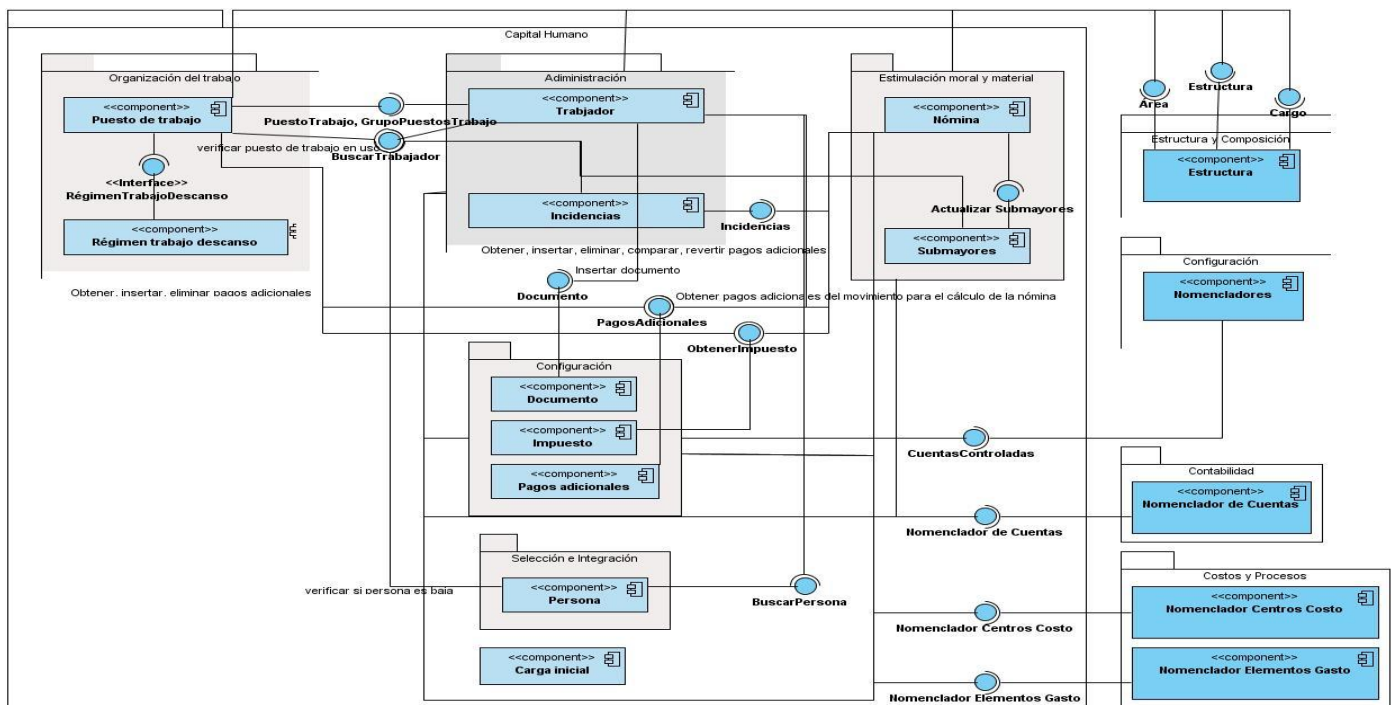 Capital Humano
Organización del trabajo
<<component>>
Puesto de trabajo
verificar puesto de trabajo en uso
<<Interface>>
RégimenTrabajoDescanso
<<component>>
Régimen trabajo descanso
Obtener, insertar, eliminar pagos adicionales
PuestoTrabajo, GrupoPuestosTrabajo
BuscarTrabajador
Administración
<<component>>
Trabjador
<<component>>
Incidencias
Obtener, insertar, eliminar, comparar, revertir pagos adicionales
Incidencias
Estimulación moral y material
<<component>>
Nómina
Actualizar Submayores
<<component>>
Submayores
Area
Estructura
Cargo
Estructura y Composición
<<component>>
Estructura
Configuración
<<component>>
Nomencladores
Insertar documento
Documento
Obtener pagos adicionales del movimiento para el cálculo de la nómina
PagosAdicionales
ObtenerImpuesto
Configuración
<<component>>
Documento
<<component>>
Impuesto
<<component>>
Pagos adicionales
CuentasControladas
Contabilidad
<<component>>
Nomenclador de Cuentas
Nomenclador de Cuentas
Selección e Integración
<<component>>
Persona
verificar si persona es baja
BuscarPersona
<<component>>
Carga inicial
Costos y Procesos
<<component>>
Nomenclador Centros Costo
Nomenclador Centros Costo
<<component>>
Nomenclador Elementos Gasto
Nomenclador Elementos Gasto